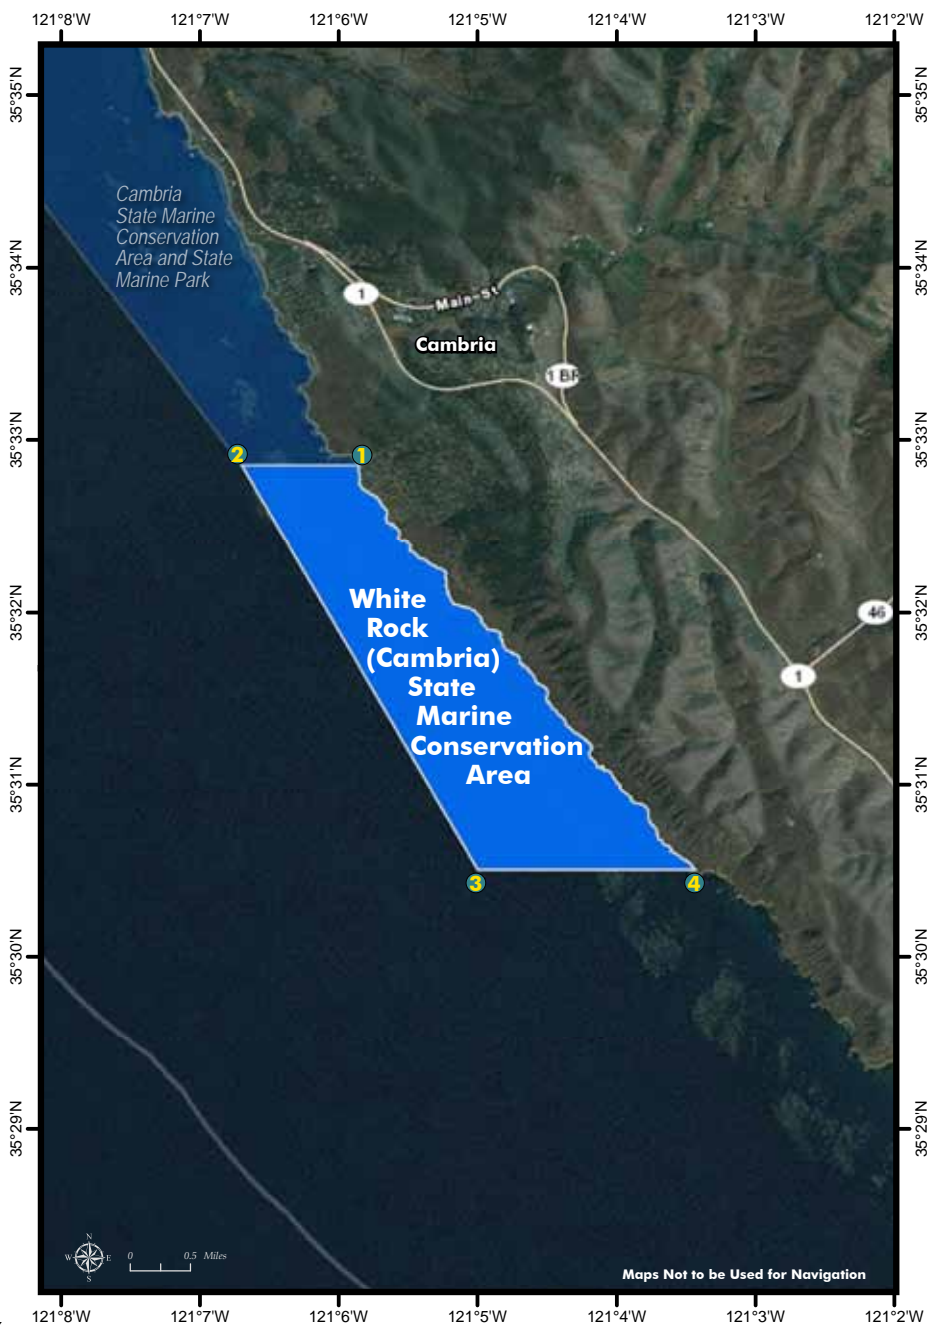 121°8'W 121°7'W 121°6'W 121°5'W 121°4'W 121°3'W 121°2'W
35°35'N 35°35'N
Cambria
State Marine
Conservation
Area and State
Marine Park
35°34'N 35°34'N
1
Main-St
Cambria
1 BR
35°33'N 35°33'N
2 1
White
Rock
(Cambria)
State
Marine
Conservation
Area
35°32'N 35°32'N
46
1
35°31'N 35°31'N
3 4
35°30'N 35°30'N
35°29'N 35°29'N
N
W E
S
0 0.5 Miles
Maps Not to be Used for Navigation
121°8'W 121°7'W 121°6'W 121°5'W 121°4'W 121°3'W 121°2'W